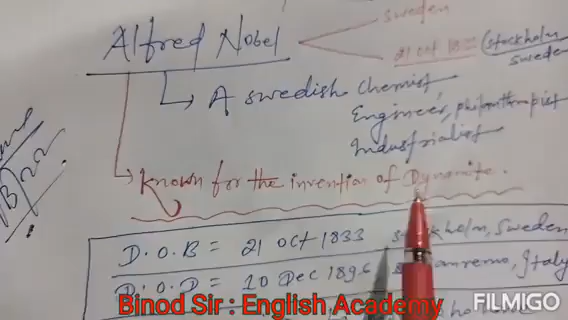 Sweden
Alfred Nobel
21 Oct 1833 (Stockholm
Sweden
A swedish chemist
Engineer, philanthropist
Industrialist
Known for the invention of Dynamite.
D.O.B = 21 Oct 1833 Stockholm, Sweden
D.O.D = 10 Dec 1896 Sanremo, Italy
Binod Sir : English Academy
FILMIGO